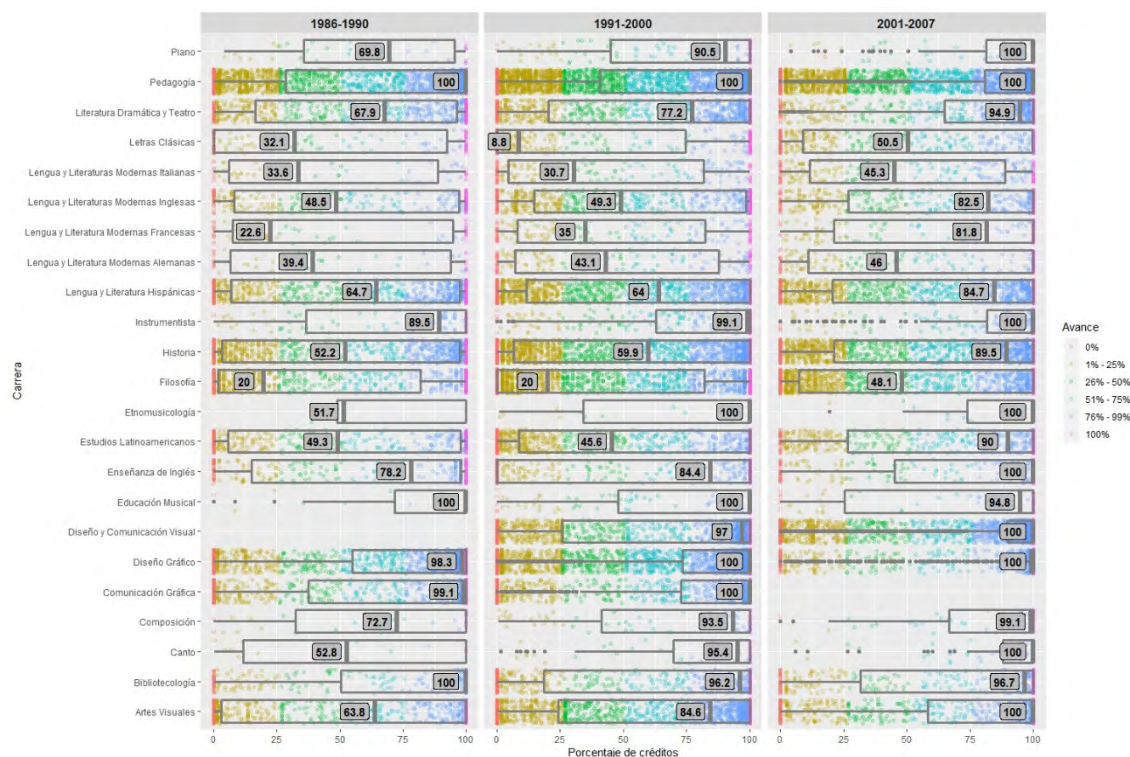 1986-1990 1991-2000 2001-2007
Piano 69.8 90.5 100
Pedagogía 100 100 100
Literatura Dramática y Teatro 67.9 77.2 94.9
Letras Clásicas 32.1 8.8 50.5
Lengua y Literaturas Modernas Italianas 33.6 30.7 45.3
Lengua y Literaturas Modernas Inglesas 48.5 49.3 82.5
Lengua y Literatura Modernas Francesas 22.6 35 81.8
Lengua y Literatura Modernas Alemanas 39.4 43.1 46
Lengua y Literatura Hispánicas 64.7 64 84.7
Instrumentista 89.5 99.1 100
Historia 52.2 59.9 89.5
Filosofía 20 20 48.1
Etnomusicología 51.7 100 100
Estudios Latinoamericanos 49.3 45.6 90
Enseñanza de Inglés 78.2 84.4 100
Educación Musical 100 100 94.8
Diseño y Comunicación Visual 97 100
Diseño Gráfico 98.3 100 100
Comunicación Gráfica 99.1 100
Composición 72.7 93.5 99.1
Canto 52.8 95.4 100
Bibliotecología 100 96.2 96.7
Artes Visuales 63.8 84.6 100
0 25 50 75 100 0 25 50 75 100 0 25 50 75 100
Porcentaje de créditos
Carrera
Avance
0%
1% - 25%
26% - 50%
51% - 75%
76% - 99%
100%